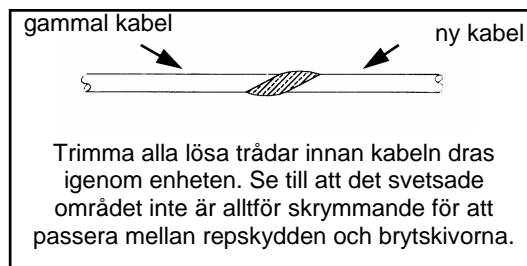 gammal kabel
ny kabel
Trimma alla lösa trådar innan kabeln dras
igenom enheten. Se till att det svetsade
området inte är alltför skrymmande för att
passera mellan repskydden och brytskivorna.